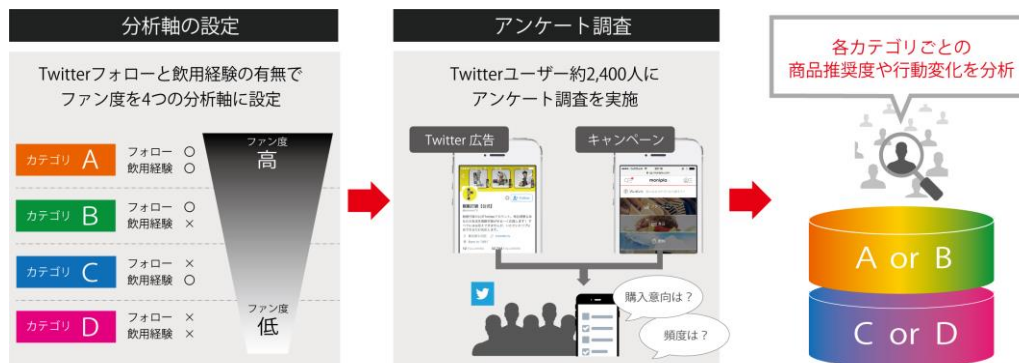 分析軸の設定
Twitterフォローと飲用経験の有無で
ファン度を4つの分析軸に設定
カテゴリ A
フォロー ○
飲用経験 ○
カテゴリ B
フォロー ○
飲用経験 ×
カテゴリ C
フォロー ×
飲用経験 ○
カテゴリ D
フォロー ×
飲用経験 ×
ファン度
高
ファン度
低
アンケート調査
Twitterユーザー約2,400人に
アンケート調査を実施
Twitter 広告
キャンペーン
monipla
購入意向は？
頻度は？
各カテゴリごとの
商品推奨度や行動変化を分析
A or B
C or D